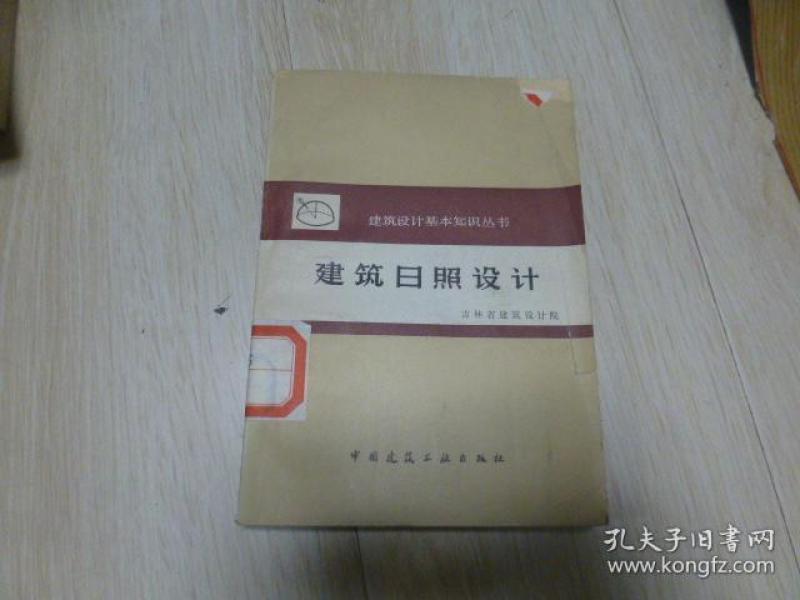 建筑设计基本知识丛书
建筑日照设计
吉林省建筑设计院
中国建筑工业出版社
孔夫子旧書网
www.kongfz.com